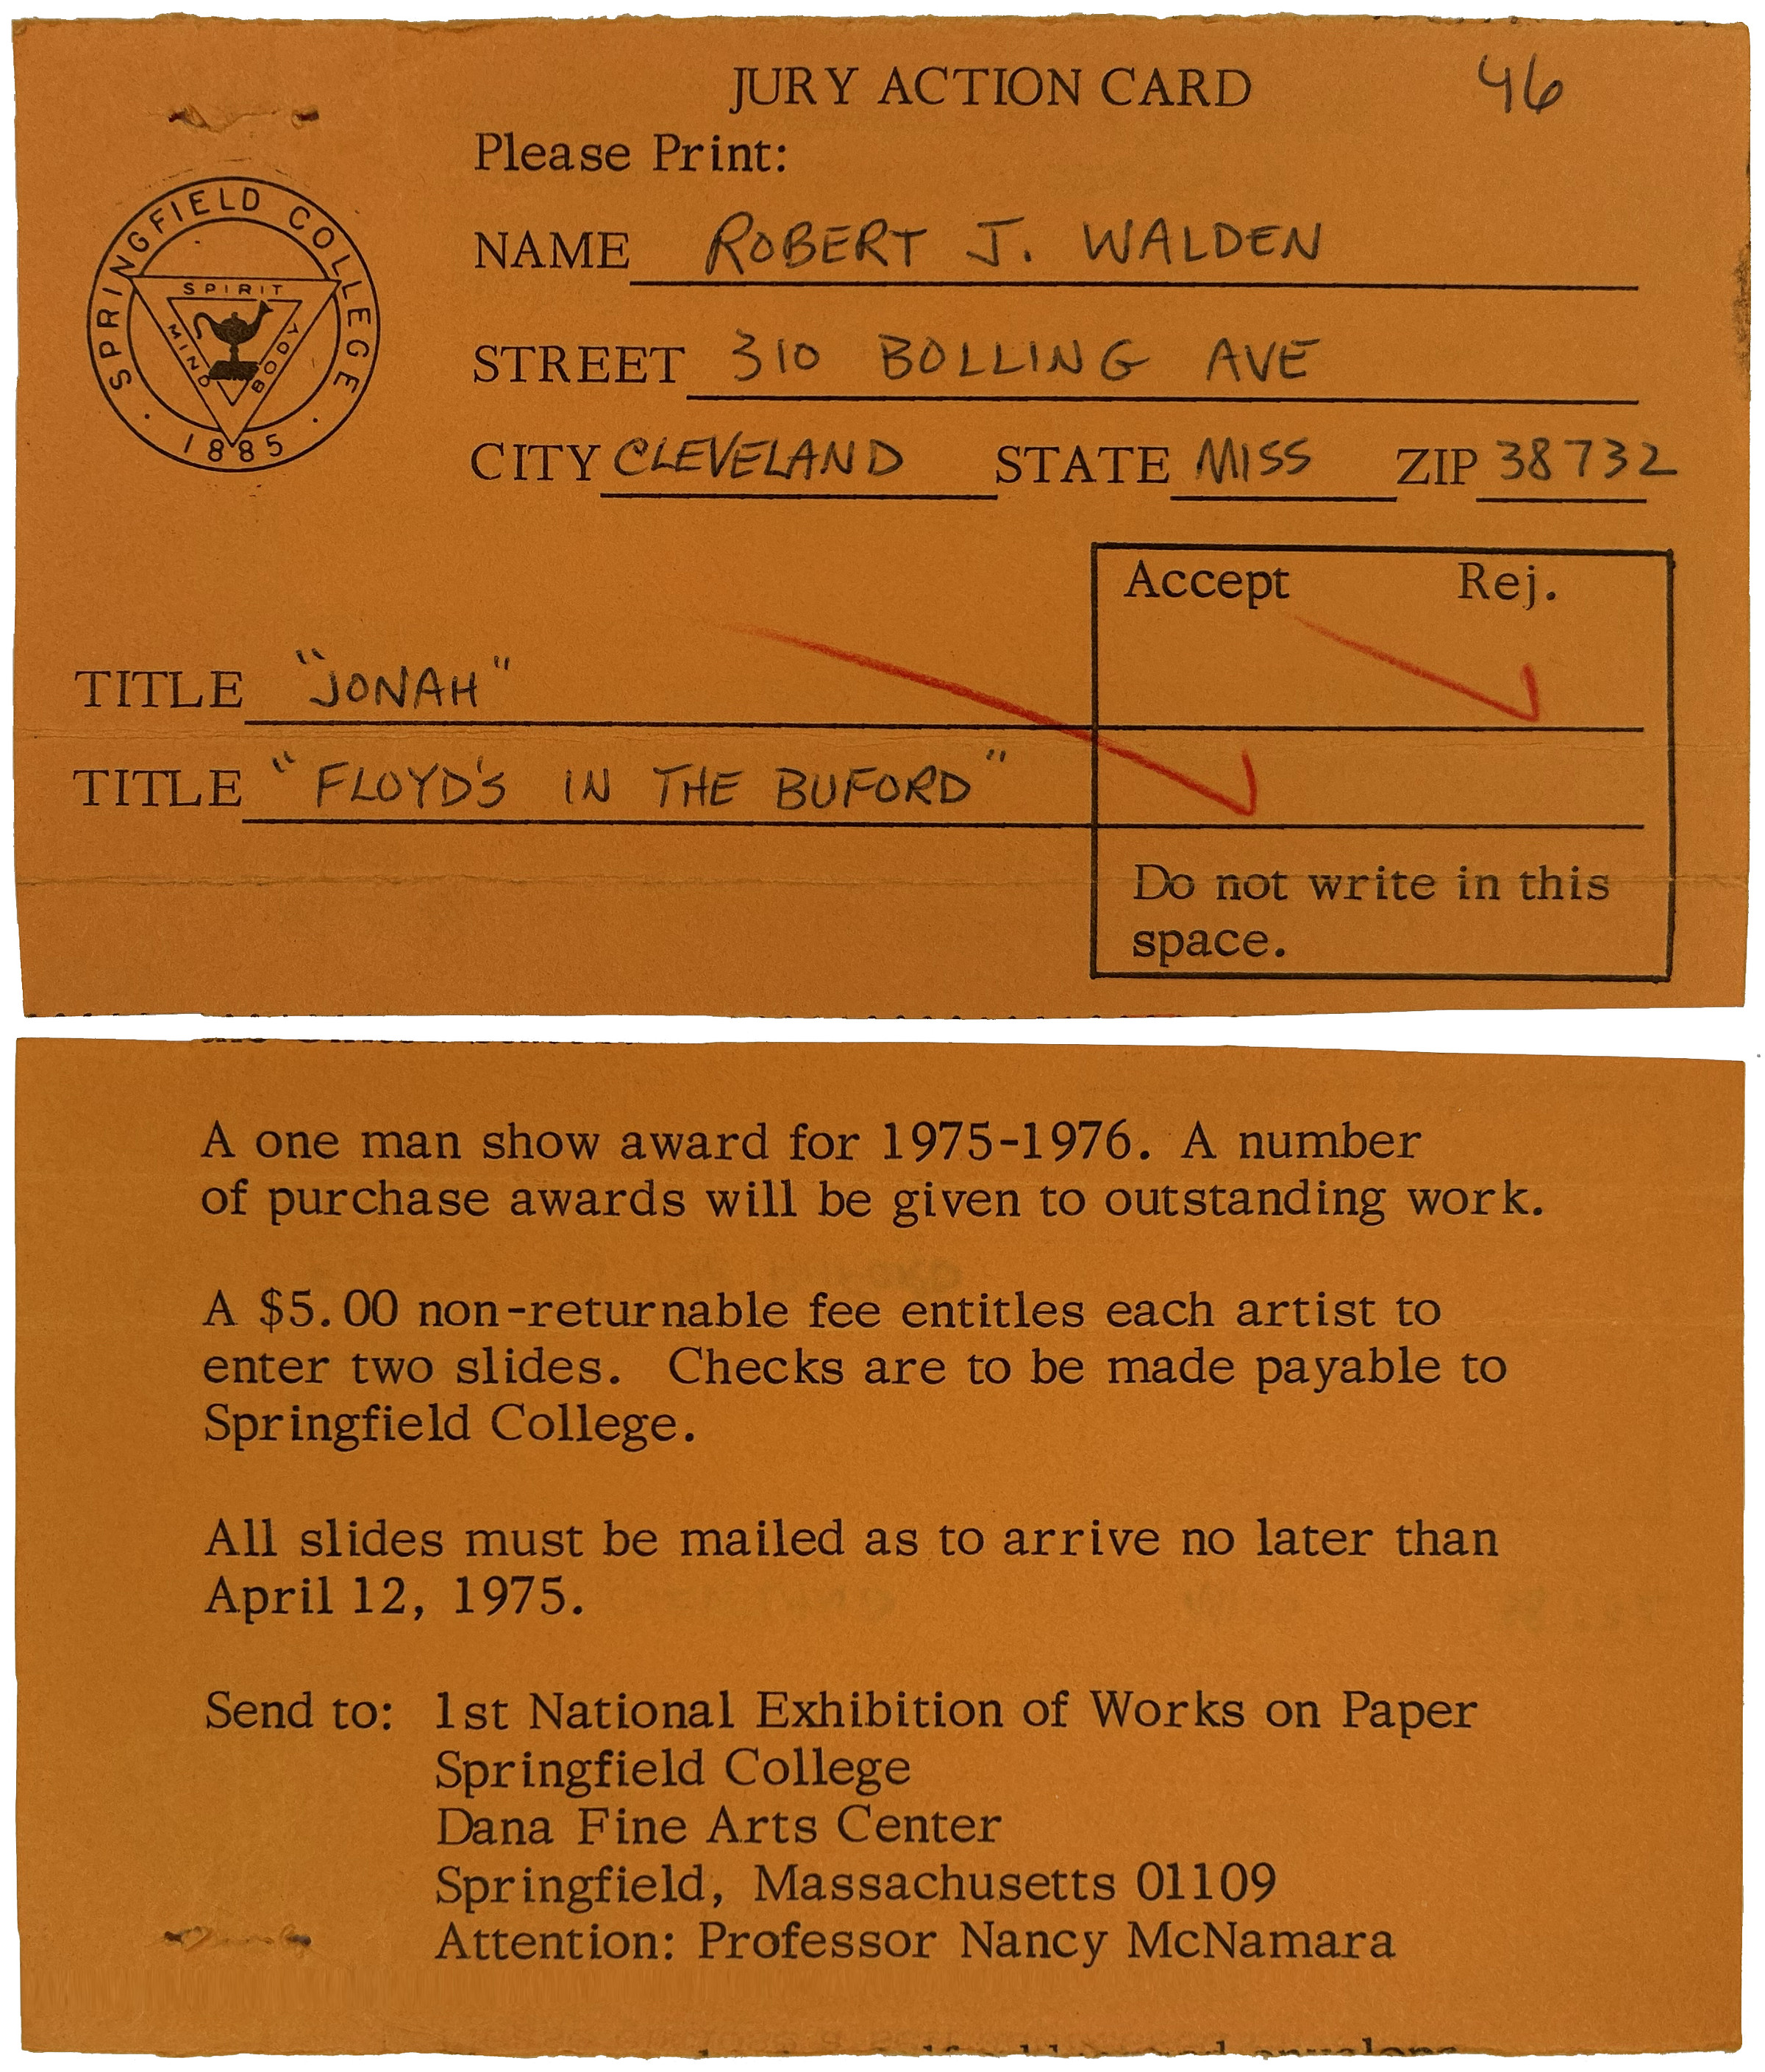 JURY ACTION CARD 46
Please Print:
SPRINGFIELD COLLEGE
SPIRIT
MIND BODY
· 1885 ·
NAME ROBERT J. WALDEN
STREET 310 BOLLING AVE
CITY CLEVELAND STATE MISS ZIP 38732
Accept Rej.
TITLE "JONAH"
TITLE "FLOYD'S IN THE BUFORD"
Do not write in this
space.
A one man show award for 1975-1976. A number
of purchase awards will be given to outstanding work.
A $5.00 non-returnable fee entitles each artist to
enter two slides. Checks are to be made payable to
Springfield College.
All slides must be mailed as to arrive no later than
April 12, 1975.
Send to: 1st National Exhibition of Works on Paper
Springfield College
Dana Fine Arts Center
Springfield, Massachusetts 01109
Attention: Professor Nancy McNamara